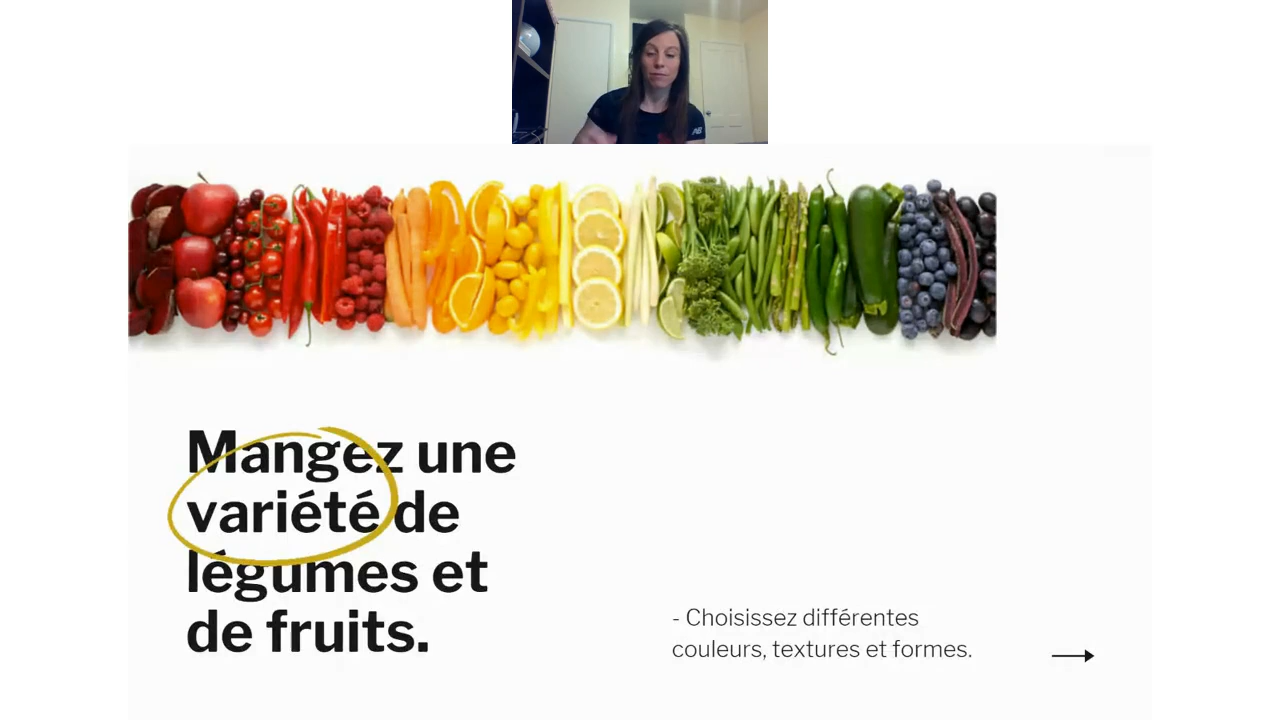 Mangez une
variété de
légumes et
de fruits.
- Choisissez différentes
couleurs, textures et formes.